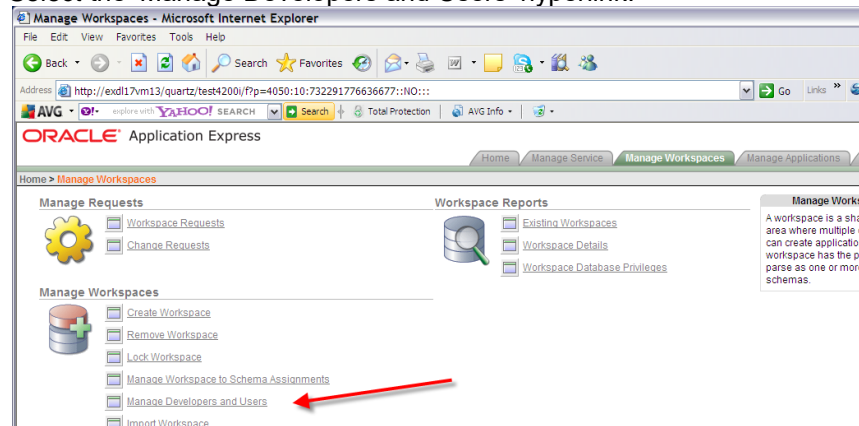 Select the 'Manage Developers and Users' hyperlink.
Manage Workspaces - Microsoft Internet Explorer
File Edit View Favorites Tools Help
Back Search Favorites
Address http://exdl17vm13/quartz/test4200i/f?p=4050:10:732291776636677::NO::: Go Links »
AVG explore with YAHOO! SEARCH Search Total Protection AVG Info
ORACLE Application Express
Home Manage Service Manage Workspaces Manage Applications
Home > Manage Workspaces
Manage Requests
Workspace Requests
Change Requests
Manage Workspaces
Create Workspace
Remove Workspace
Lock Workspace
Manage Workspace to Schema Assignments
Manage Developers and Users
Import Workspace
Workspace Reports
Existing Workspaces
Workspace Details
Workspace Database Privileges
Manage Works
A workspace is a sha
area where multiple
can create applicatio
workspace has the p
parse as one or mor
schemas.